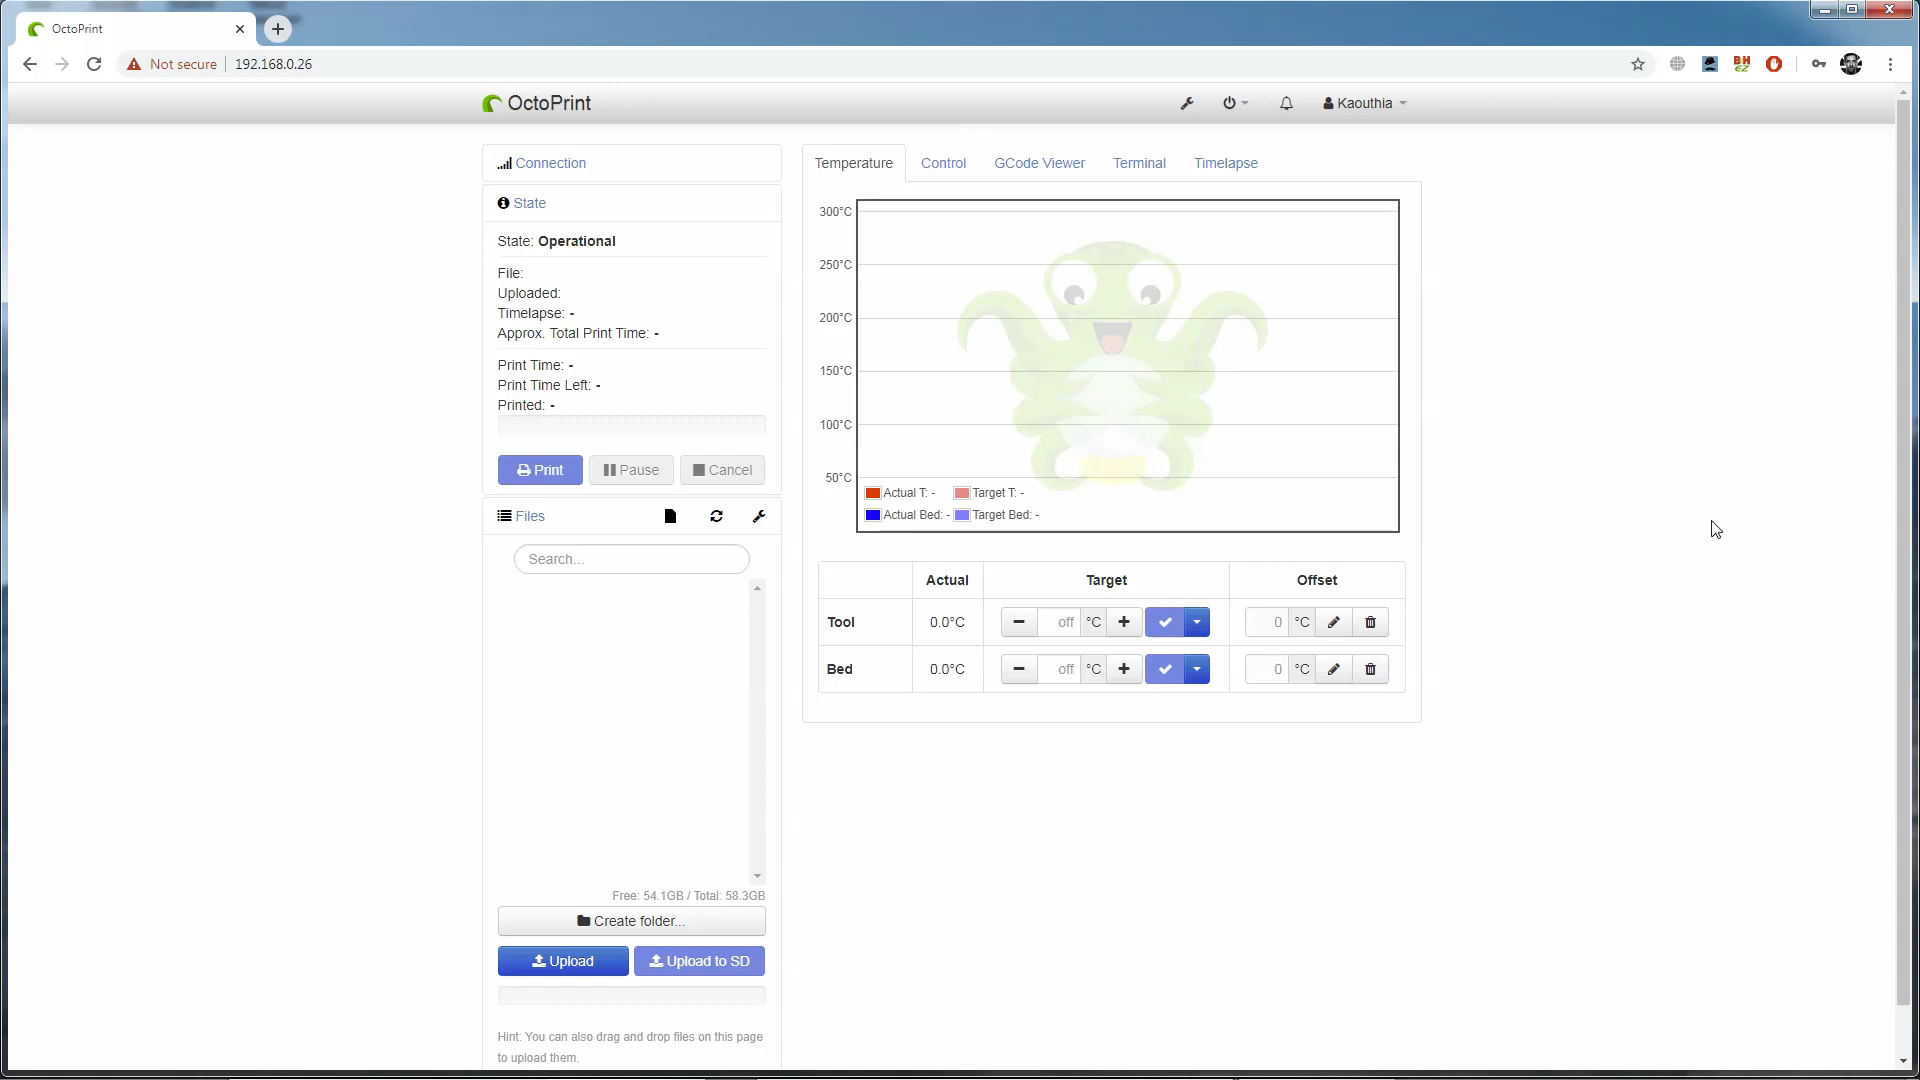 OctoPrint
Not secure 192.168.0.26
OctoPrint
Kaouthia
Connection
State
State: Operational
File:
Uploaded:
Timelapse: -
Approx. Total Print Time: -
Print Time: -
Print Time Left: -
Printed: -
Print Pause Cancel
Files
Search...
Free: 54.1GB / Total: 58.3GB
Create folder...
Upload Upload to SD
Hint: You can also drag and drop files on this page
to upload them.
Temperature Control GCode Viewer Terminal Timelapse
300°C
250°C
200°C
150°C
100°C
50°C
Actual T: - Target T: -
Actual Bed: - Target Bed: -
Actual Target Offset
Tool 0.0°C off °C 0 °C
Bed 0.0°C off °C 0 °C